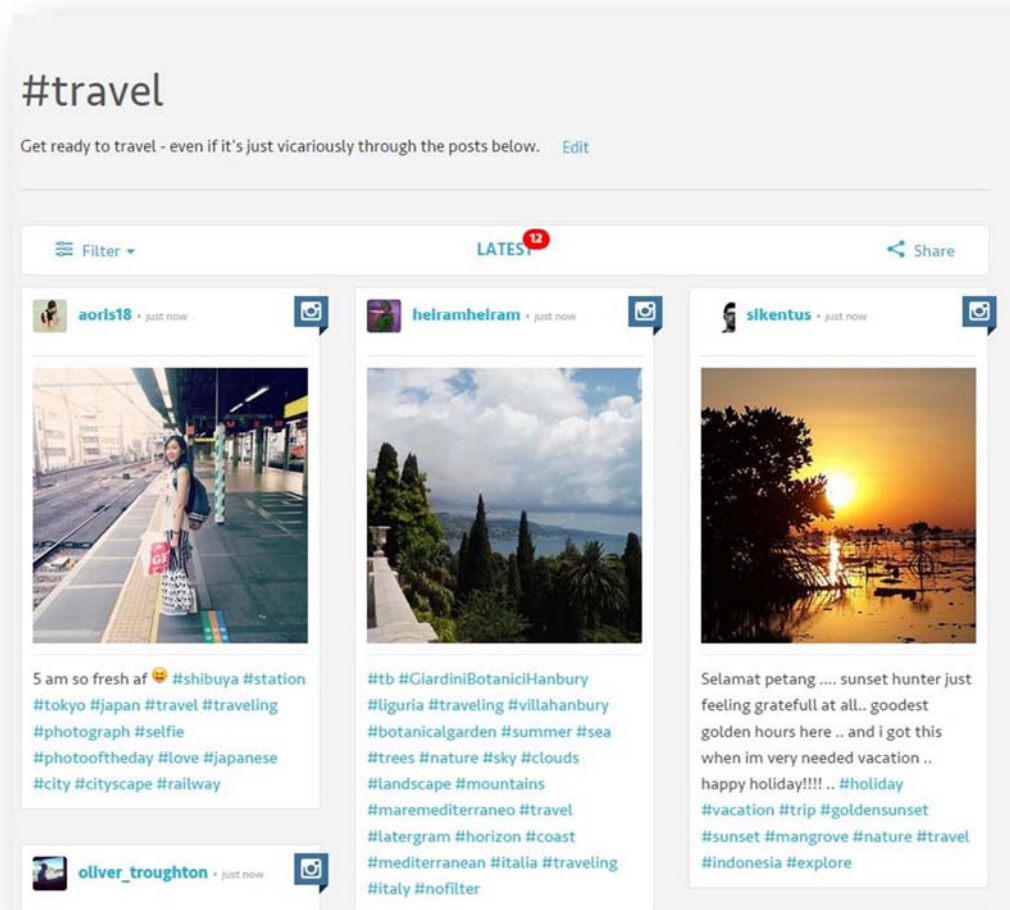 #travel
Get ready to travel - even if it's just vicariously through the posts below. Edit
Filter
LATEST
12
Share
aoris18 • just now
5 am so fresh af 😝 #shibuya #station
#tokyo #japan #travel #traveling
#photograph #selfie
#photooftheday #love #japanese
#city #cityscape #railway
oliver_troughton • just now
heiramheiram • just now
#tb #GiardiniBotaniciHanbury
#liguria #traveling #villahanbury
#botanicalgarden #summer #sea
#trees #nature #sky #clouds
#landscape #mountains
#maremediterraneo #travel
#latergram #horizon #coast
#mediterranean #italia #traveling
#italy #nofilter
sikentus • just now
Selamat petang .... sunset hunter just
feeling gratefull at all.. goodest
golden hours here .. and i got this
when im very needed vacation ..
happy holiday!!!! .. #holiday
#vacation #trip #goldensunset
#sunset #mangrove #nature #travel
#indonesia #explore